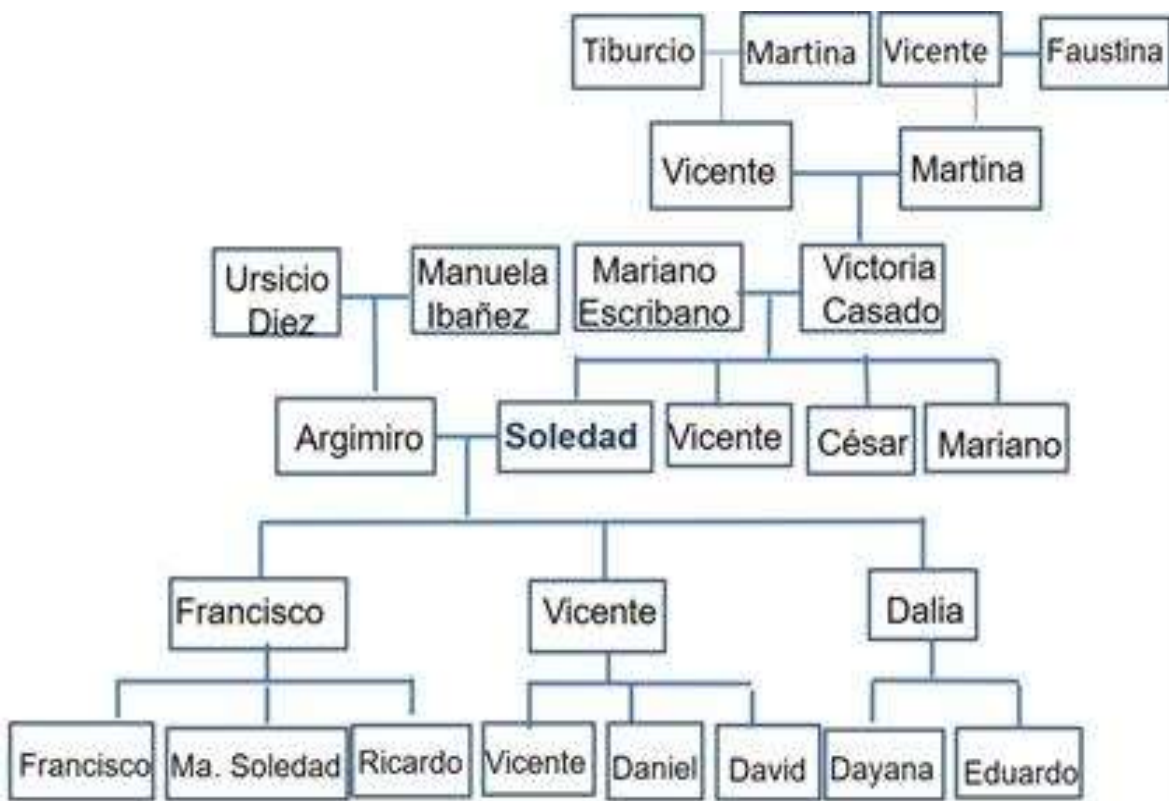 Tiburcio
Martina
Vicente
Faustina
Vicente
Martina
Ursicio
Diez
Manuela
Ibañez
Mariano
Escribano
Victoria
Casado
Argimiro
Soledad
Vicente
César
Mariano
Francisco
Vicente
Dalia
Francisco
Ma. Soledad
Ricardo
Vicente
Daniel
David
Dayana
Eduardo